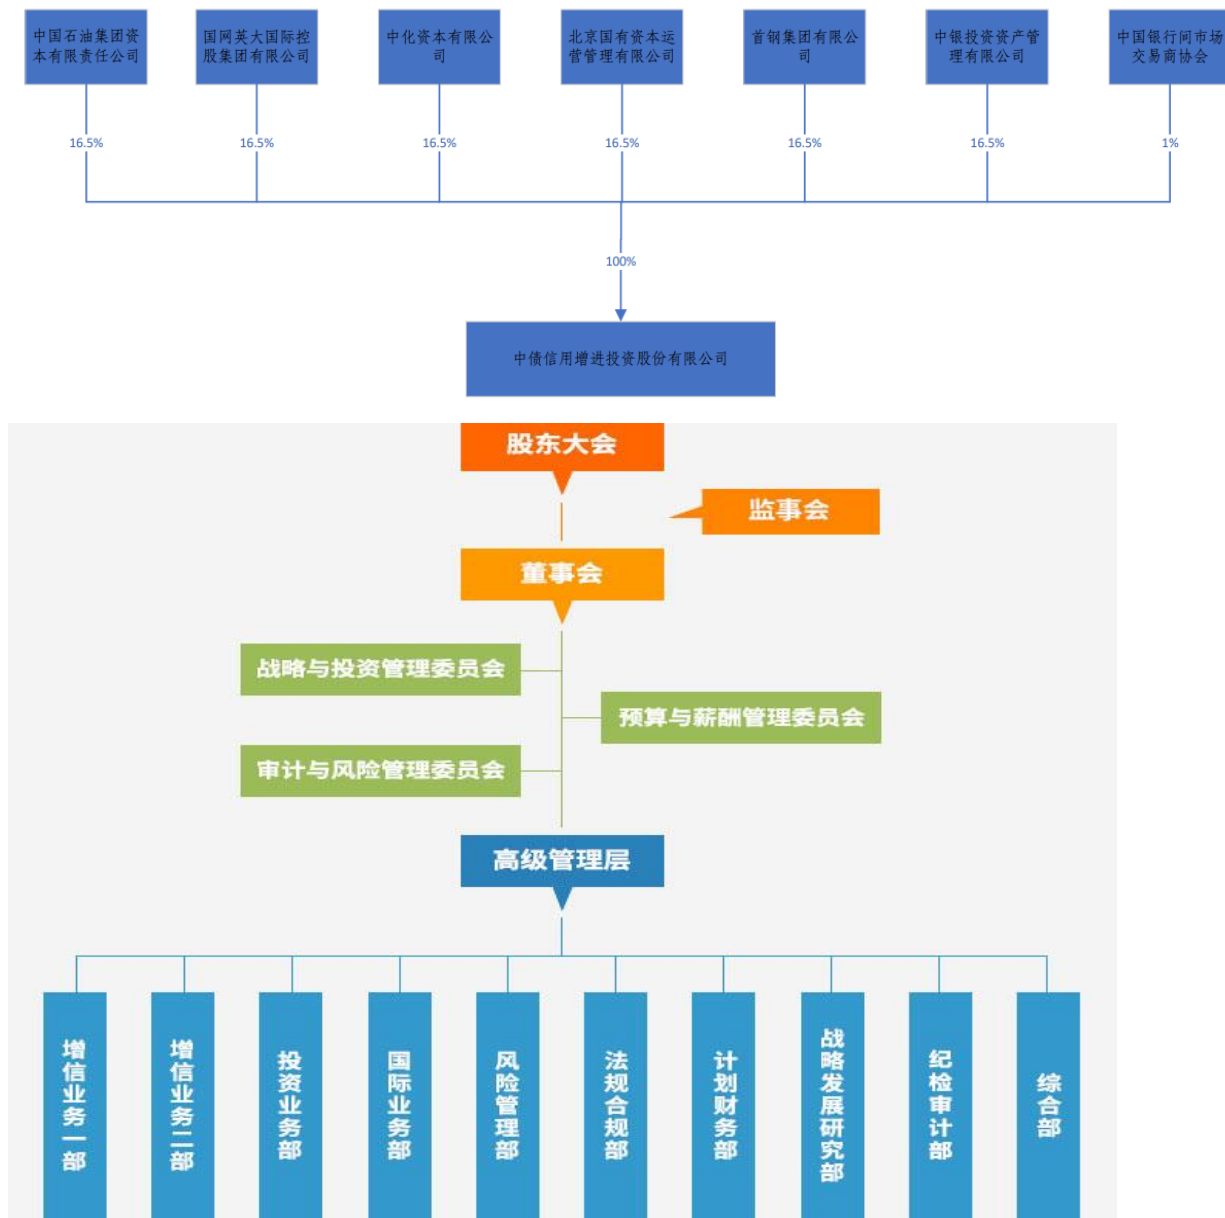 中国石油集团资
本有限责任公司
国网英大国际控
股集团有限公司
中化资本有限公
司
北京国有资本运
营管理有限公司
首钢集团有限公
司
中银投资资产管
理有限公司
中国银行间市场
交易商协会
16.5%
16.5%
16.5%
16.5%
16.5%
16.5%
1%
100%
中债信用增进投资股份有限公司
股东大会
监事会
董事会
战略与投资管理委员会
预算与薪酬管理委员会
审计与风险管理委员会
高级管理层
增信业务一部
增信业务二部
投资业务部
国际业务部
风险管理部
法规合规部
计划财务部
战略发展研究部
纪检审计部
综合部